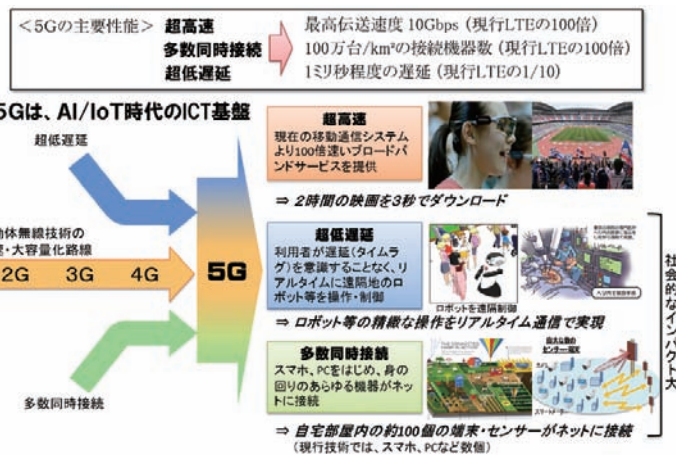 ＜5Gの主要性能＞ 超高速 最高伝送速度 10Gbps (現行LTEの100倍)
多数同時接続 100万台/km²の接続機器数 (現行LTEの100倍)
超低遅延 1ミリ秒程度の遅延 (現行LTEの1/10)
5Gは、AI/IoT時代のICT基盤
超低遅延
動体無線技術の
・大容量化路線
2G 3G 4G
5G
多数同時接続
超高速
現在の移動通信システム
より100倍速いブロードバ
ンドサービスを提供
⇒ 2時間の映画を3秒でダウンロード
超低遅延
利用者が遅延(タイムラ
グ)を意識することなく、リ
アルタイムに遠隔地のロ
ボット等を操作・制御
ロボットを遠隔制御
⇒ ロボット等の精緻な操作をリアルタイム通信で実現
多数同時接続
スマホ、PCをはじめ、身の
回りのあらゆる機器がネッ
トに接続
⇒ 自宅部屋内の約100個の端末・センサーがネットに接続
(現行技術では、スマホ、PCなど数個)
社会的なインパクト大